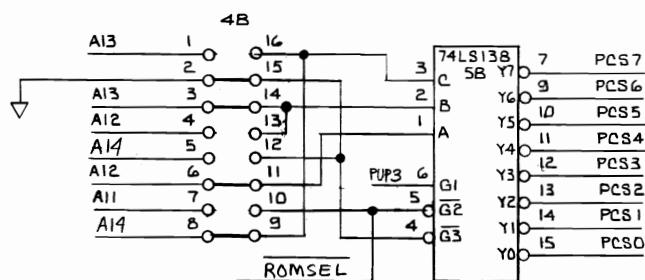 4B
A13 1 16
2 15
A13 3 14
A12 4 13
A14 5 12
A12 6 11
A11 7 10
A14 8 9
74LS138
5B
3 C
2 B
1 A
PUP3 6 G1
5 G2
4 G3
ROMSEL
Y7 7 PCS7
Y6 9 PCS6
Y5 10 PCS5
Y4 11 PCS4
Y3 12 PCS3
Y2 13 PCS2
Y1 14 PCS1
Y0 15 PCS0